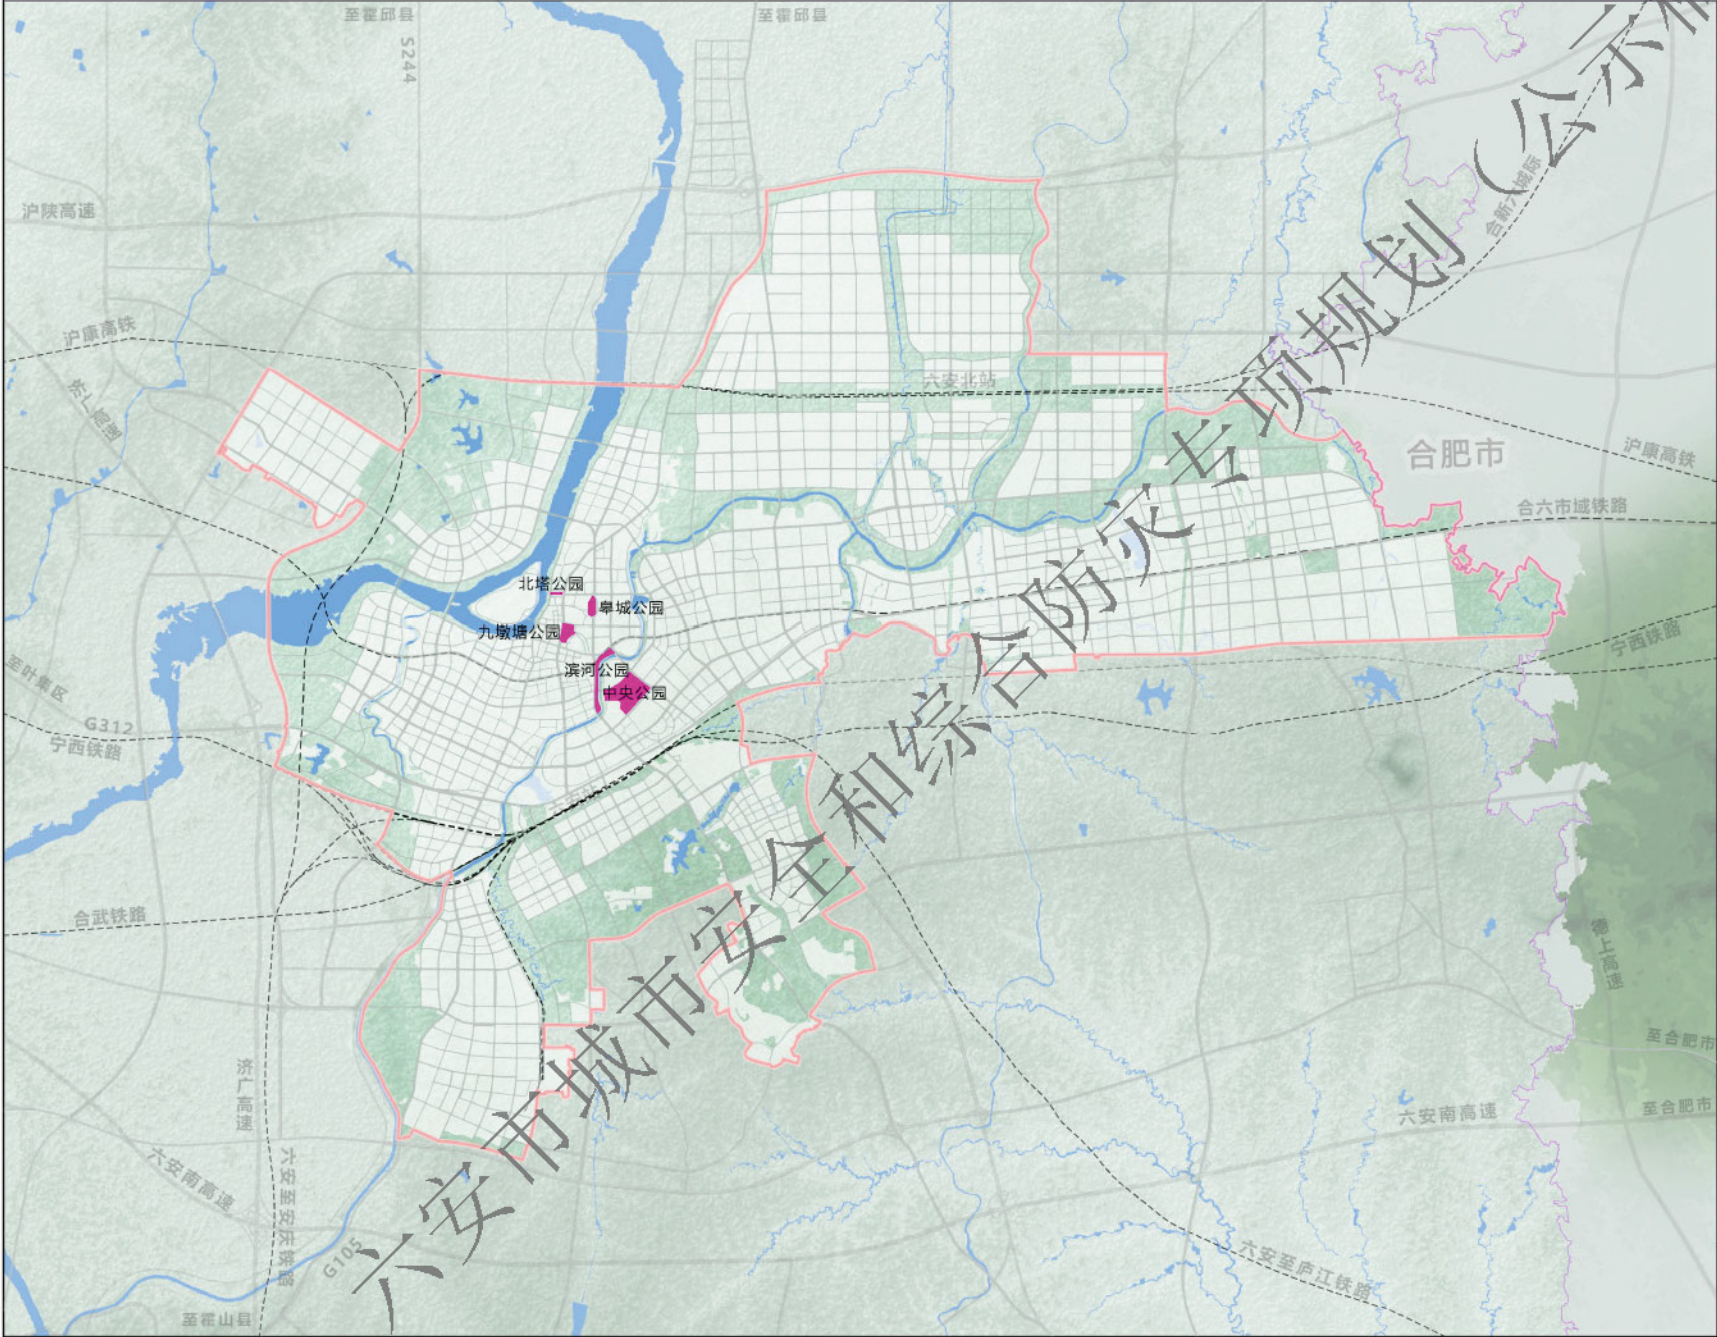 至霍邱县
至霍邱县
S244
沪陕高速
合新六城际
沪康高铁
六安北站
合肥市
沪康高铁
合六市域铁路
北塔公园
皋城公园
九墩塘公园
滨河公园
中央公园
宁西铁路
至叶集区
G312
宁西铁路
合武铁路
德上高速
至合肥市
济广高速
至合肥市
六安南高速
六安南高速
六安至安庆铁路
G105
六安至庐江铁路
至霍山县
六安市城市安全和综合防灾专项规划（公示稿